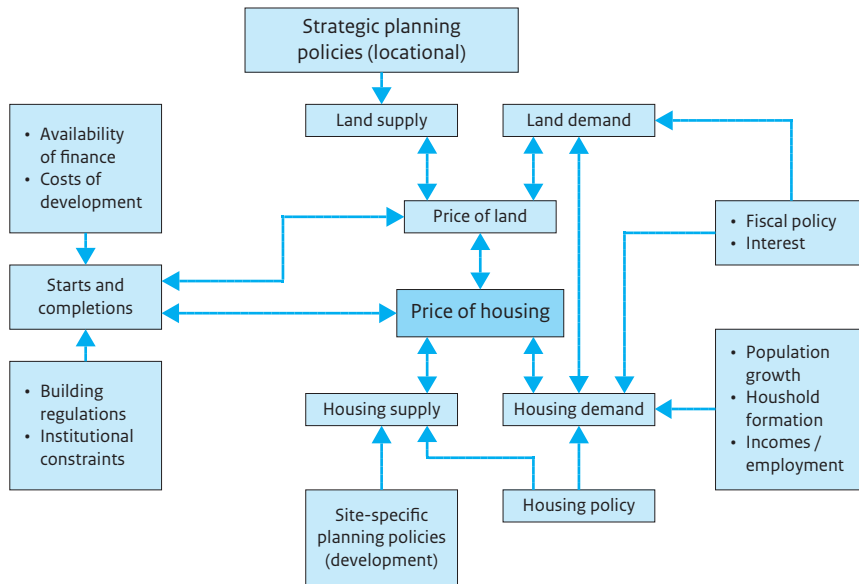 Strategic planning
policies (locational)
Land supply
Land demand
• Availability
of finance
• Costs of
development
Price of land
• Fiscal policy
• Interest
Starts and
completions
Price of housing
• Building
regulations
• Institutional
constraints
Housing supply
Housing demand
• Population
growth
• Houshold
formation
• Incomes /
employment
Site-specific
planning policies
(development)
Housing policy